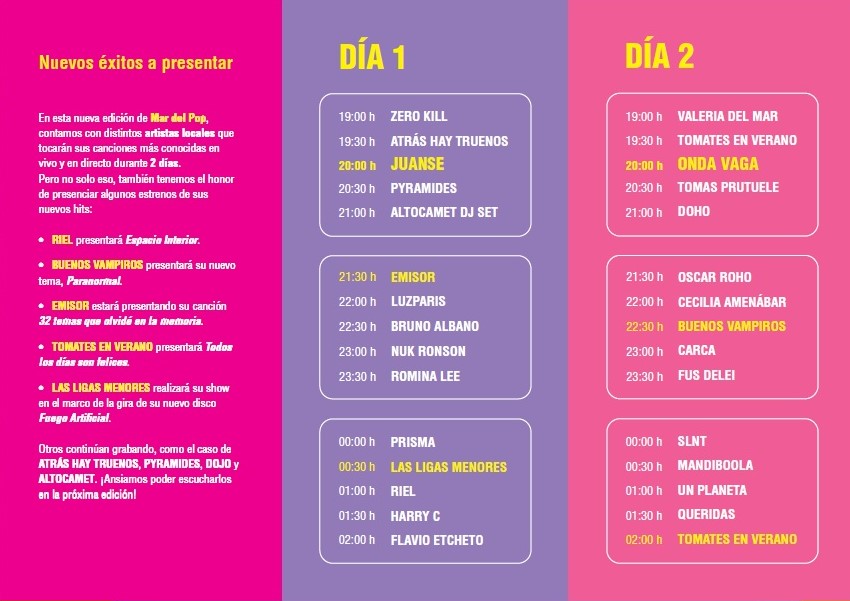 Nuevos éxitos a presentar
En esta nueva edición de Mar del Pop,
contamos con distintos artistas locales que
tocarán sus canciones más conocidas en
vivo y en directo durante 2 días.
Pero no solo eso, también tenemos el honor
de presenciar algunos estrenos de sus
nuevos hits:
• RIEL presentará Espacio Interior.
• BUENOS VAMPIROS presentará su nuevo
tema, Paranormal.
• EMISOR estará presentando su canción
32 temas que olvidé en la memoria.
• TOMATES EN VERANO presentará Todos
los días son felices.
• LAS LIGAS MENORES realizará su show
en el marco de la gira de su nuevo disco
Fuego Artificial.
Otros continúan grabando, como el caso de
ATRÁS HAY TRUENOS, PYRAMIDES, DOJO y
ALTOCAMET. ¡Ansiamos poder escucharlos
en la próxima edición!
DÍA 1
19:00 h ZERO KILL
19:30 h ATRÁS HAY TRUENOS
20:00 h JUANSE
20:30 h PYRAMIDES
21:00 h ALTOCAMET DJ SET
21:30 h EMISOR
22:00 h LUZPARIS
22:30 h BRUNO ALBANO
23:00 h NUK RONSON
23:30 h ROMINA LEE
00:00 h PRISMA
00:30 h LAS LIGAS MENORES
01:00 h RIEL
01:30 h HARRY C
02:00 h FLAVIO ETCHETO
DÍA 2
19:00 h VALERIA DEL MAR
19:30 h TOMATES EN VERANO
20:00 h ONDA VAGA
20:30 h TOMAS PRUTUELE
21:00 h DOHO
21:30 h OSCAR ROHO
22:00 h CECILIA AMENÁBAR
22:30 h BUENOS VAMPIROS
23:00 h CARCA
23:30 h FUS DELEI
00:00 h SLNT
00:30 h MANDIBOOLA
01:00 h UN PLANETA
01:30 h QUERIDAS
02:00 h TOMATES EN VERANO